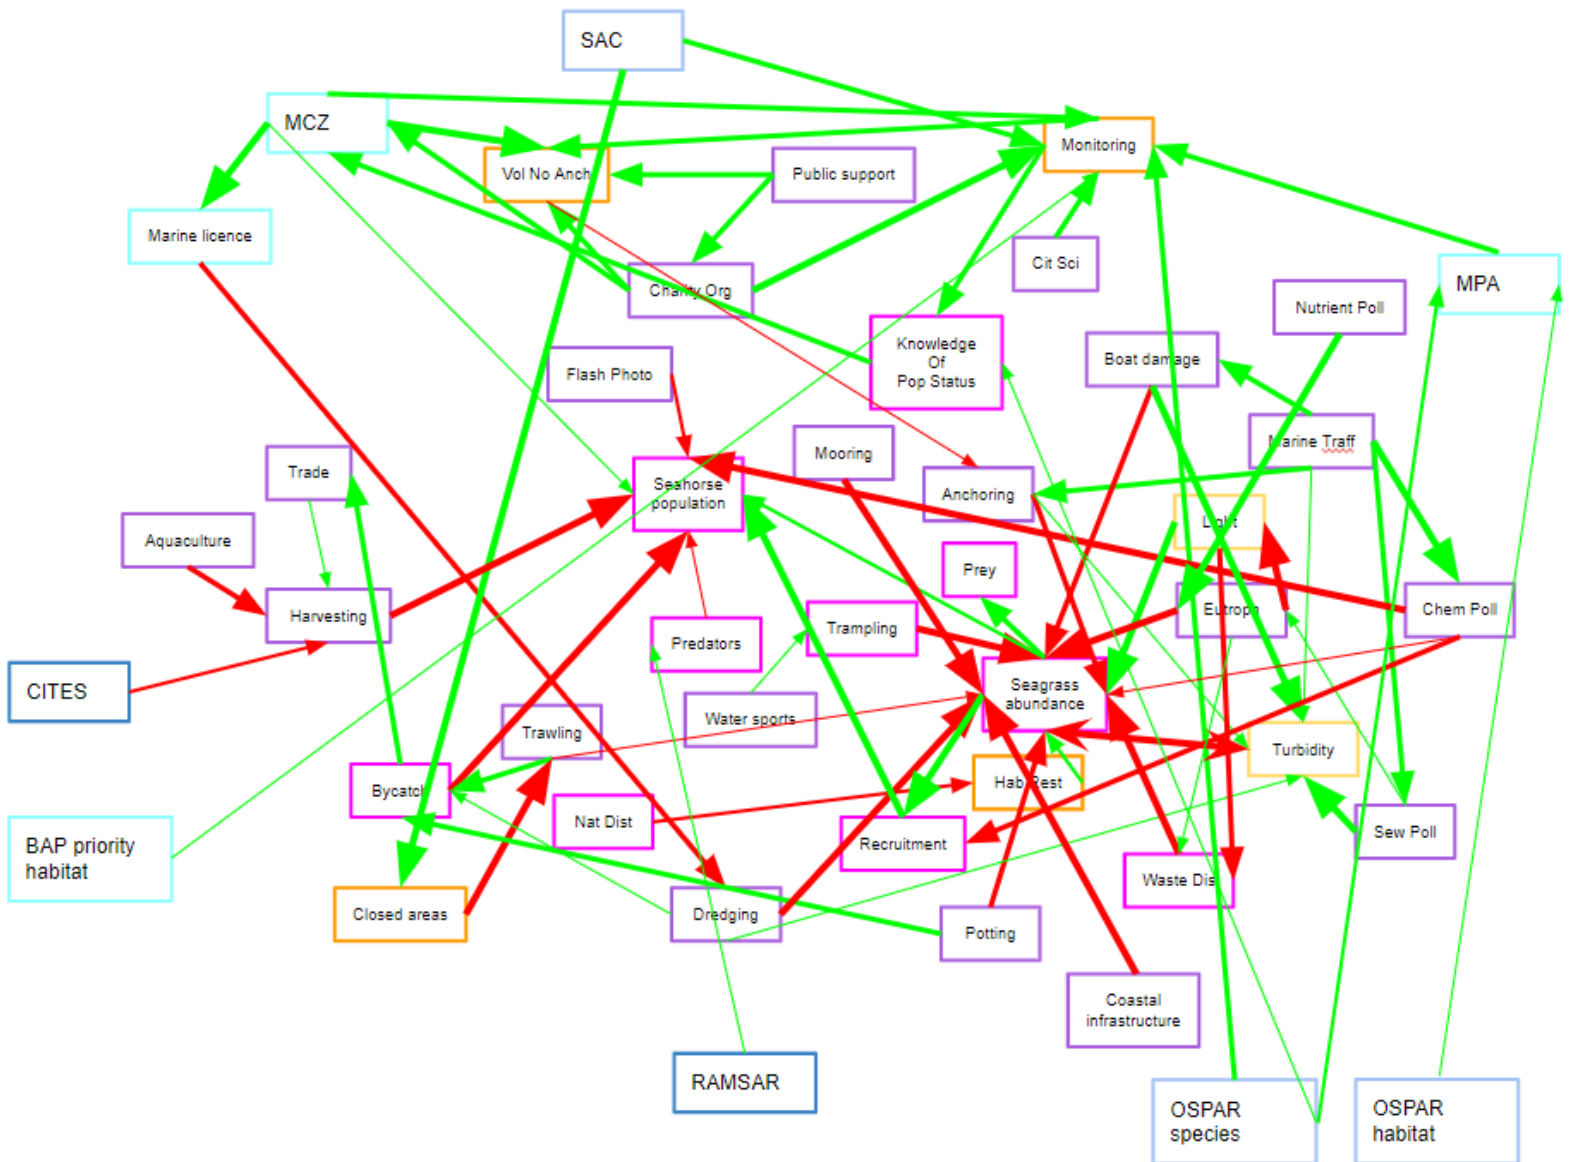 SAC
MCZ
Monitoring
Vol No Anch
Public support
Marine licence
Cit Sci
MPA
Charity Org
Nutrient Poll
Knowledge
Of
Pop Status
Boat damage
Flash Photo
Marine Traff
Mooring
Trade
Seahorse
population
Anchoring
Light
Aquaculture
Prey
Harvesting
Eutroph
Chem Poll
Trampling
Predators
CITES
Seagrass
abundance
Water sports
Trawling
Turbidity
Bycatch
Hab Rest
Nat Dist
Sew Poll
Recruitment
BAP priority
habitat
Waste Dis
Closed areas
Dredging
Potting
Coastal
infrastructure
RAMSAR
OSPAR
species
OSPAR
habitat